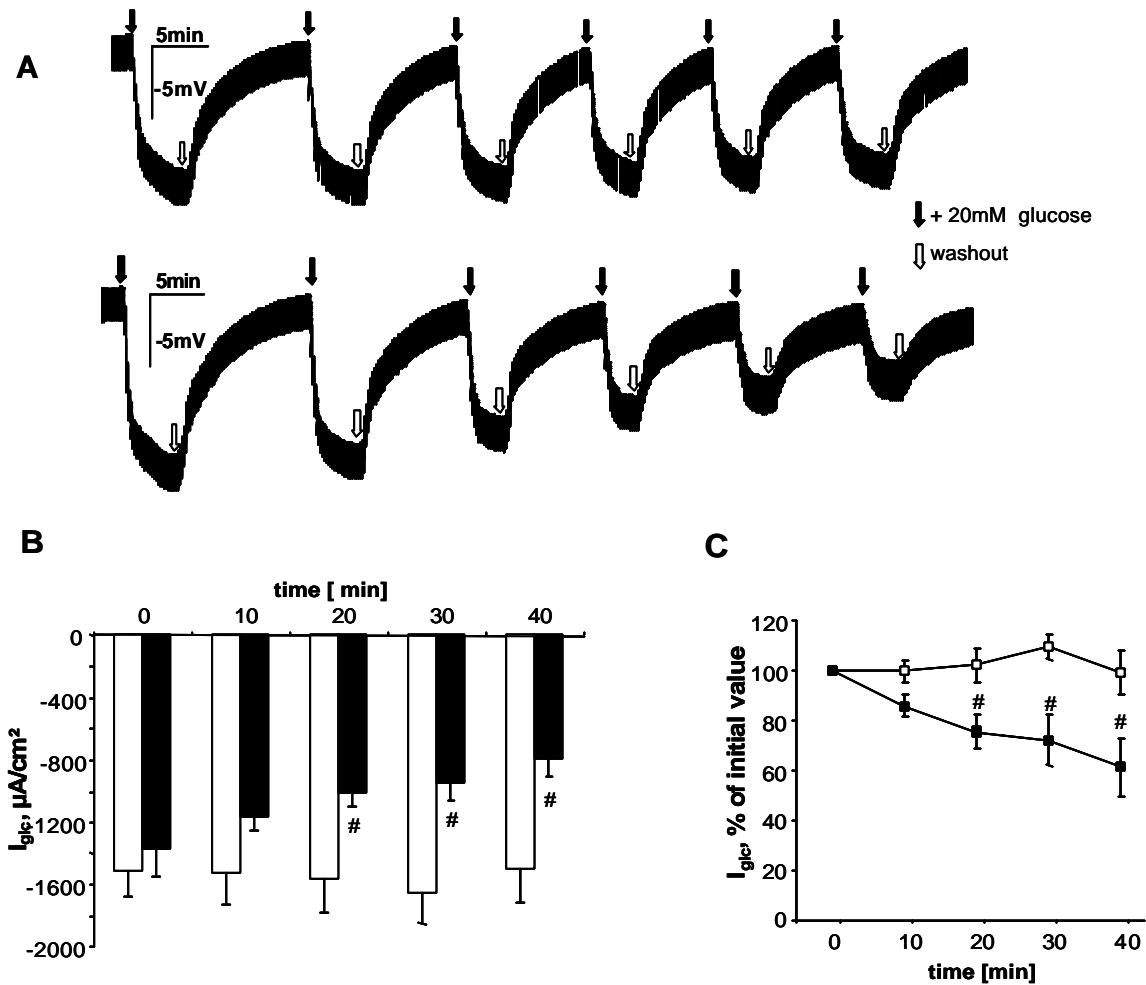 A
5min
-5mV
+ 20mM glucose
washout
5min
-5mV
B
time [ min]
0 10 20 30 40
0
-400
-800
-1200
-1600
-2000
I glc, µA/cm²
# # #
C
120
100
80
60
40
20
0
I glc, % of initial value
# # #
0 10 20 30 40
time [min]